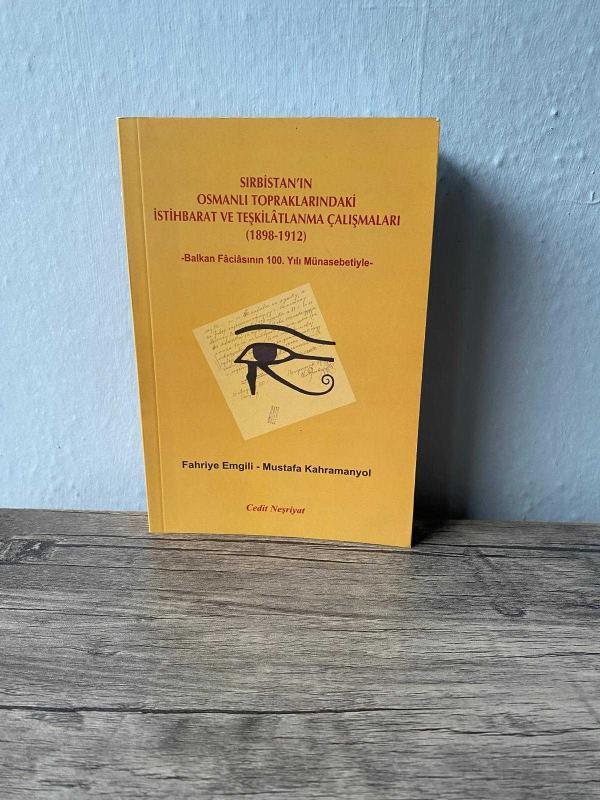 SIRBİSTAN'IN
OSMANLI TOPRAKLARINDAKİ
İSTİHBARAT VE TEŞKİLÂTLANMA ÇALIŞMALARI
(1898-1912)
-Balkan Fâciâsının 100. Yılı Münasebetiyle-
Fahriye Emgili - Mustafa Kahramanyol
Cedit Neşriyat